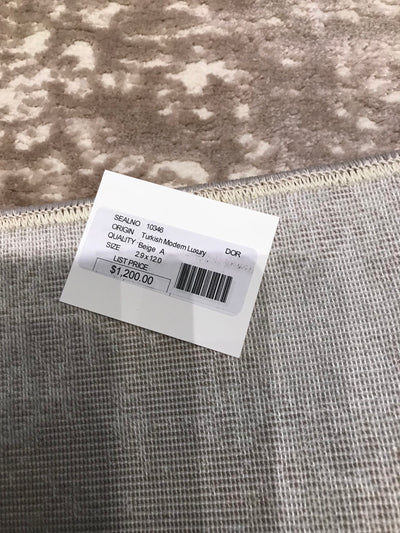 SEALNO 10346
ORIGIN Turkish Modern Luxury DOR
QUALITY Beige A
SIZE 2.9 x 12.0
LIST PRICE
$1,200.00